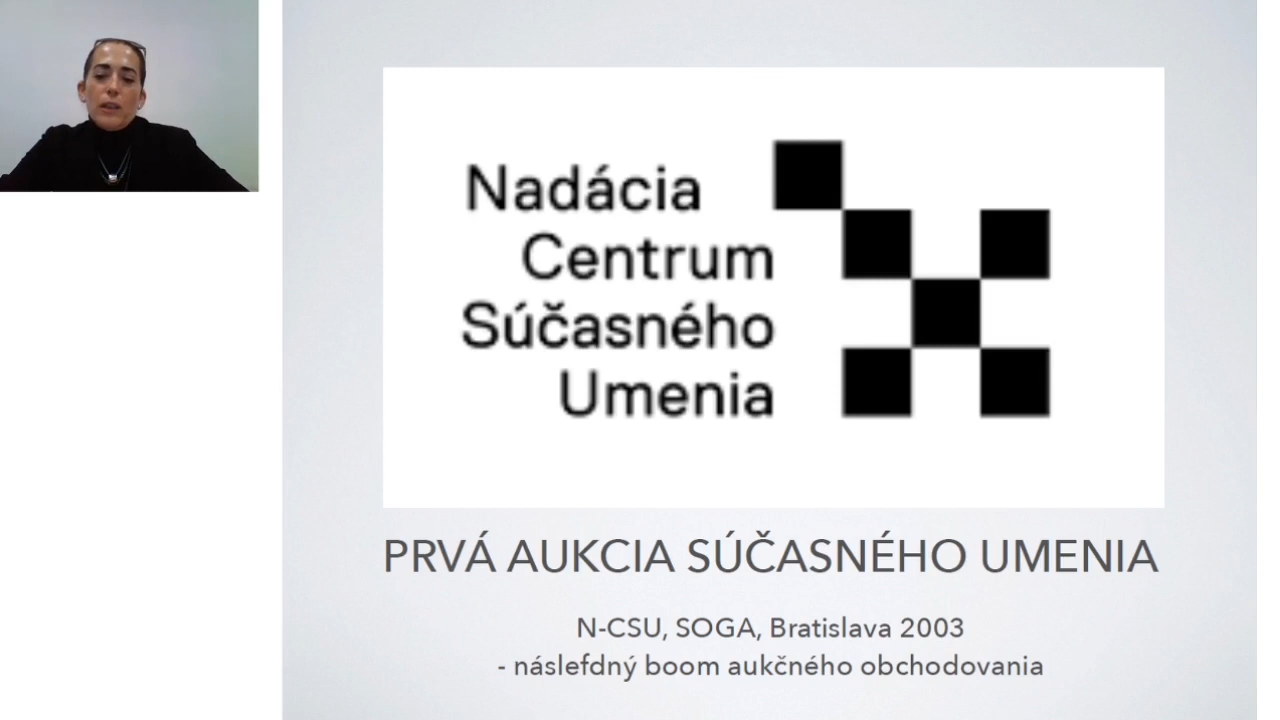 Nadácia
Centrum
Súčasného
Umenia
PRVÁ AUKCIA SÚČASNÉHO UMENIA
N-CSU, SOGA, Bratislava 2003
- náslefdný boom aukčného obchodovania